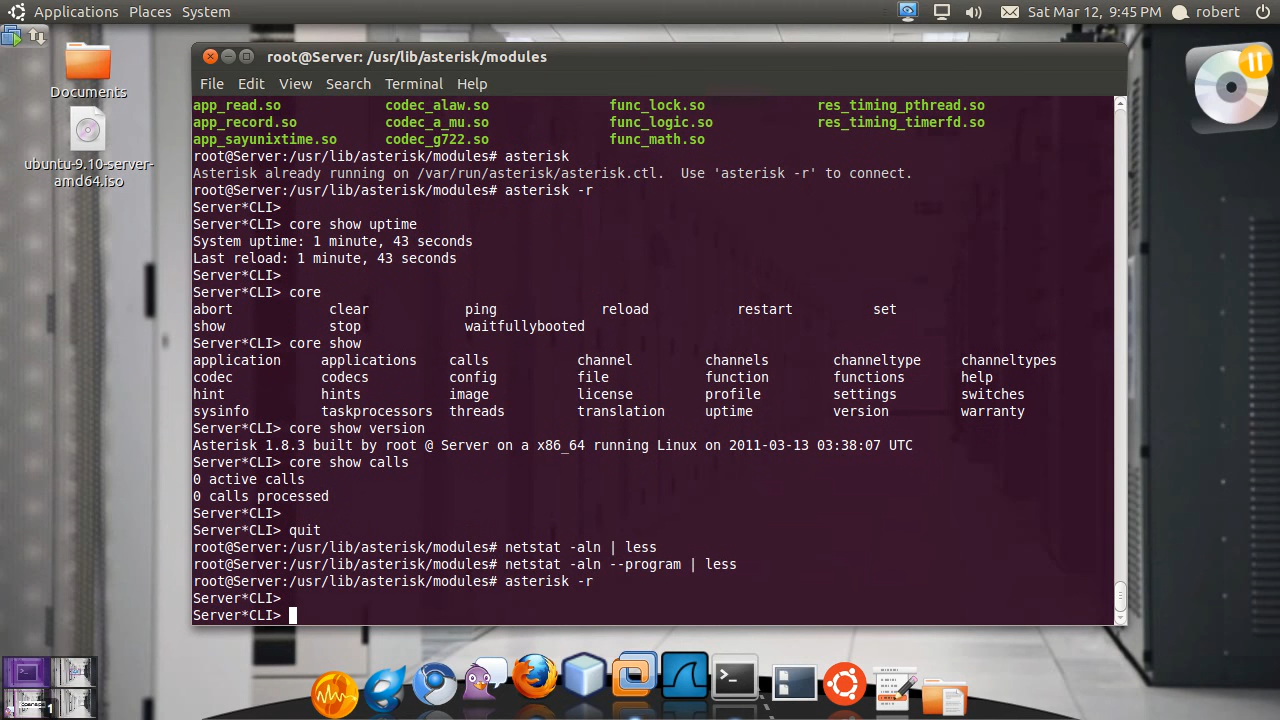 Applications Places System
Sat Mar 12, 9:45 PM robert
root@Server: /usr/lib/asterisk/modules
File Edit View Search Terminal Help
Documents
ubuntu-9.10-server-
amd64.iso
app_read.so codec_alaw.so func_lock.so res_timing_pthread.so
app_record.so codec_a_mu.so func_logic.so res_timing_timerfd.so
app_sayunixtime.so codec_g722.so func_math.so
root@Server:/usr/lib/asterisk/modules# asterisk
Asterisk already running on /var/run/asterisk/asterisk.ctl.  Use 'asterisk -r' to connect.
root@Server:/usr/lib/asterisk/modules# asterisk -r
Server*CLI>
Server*CLI> core show uptime
System uptime: 1 minute, 43 seconds
Last reload: 1 minute, 43 seconds
Server*CLI>
Server*CLI> core
abort clear ping reload restart set
show stop waitfullybooted
Server*CLI> core show
application applications calls channel channels channeltype channeltypes
codec codecs config file function functions help
hint hints image license profile settings switches
sysinfo taskprocessors threads translation uptime version warranty
Server*CLI> core show version
Asterisk 1.8.3 built by root @ Server on a x86_64 running Linux on 2011-03-13 03:38:07 UTC
Server*CLI> core show calls
0 active calls
0 calls processed
Server*CLI>
Server*CLI> quit
root@Server:/usr/lib/asterisk/modules# netstat -aln | less
root@Server:/usr/lib/asterisk/modules# netstat -aln --program | less
root@Server:/usr/lib/asterisk/modules# asterisk -r
Server*CLI>
Server*CLI>